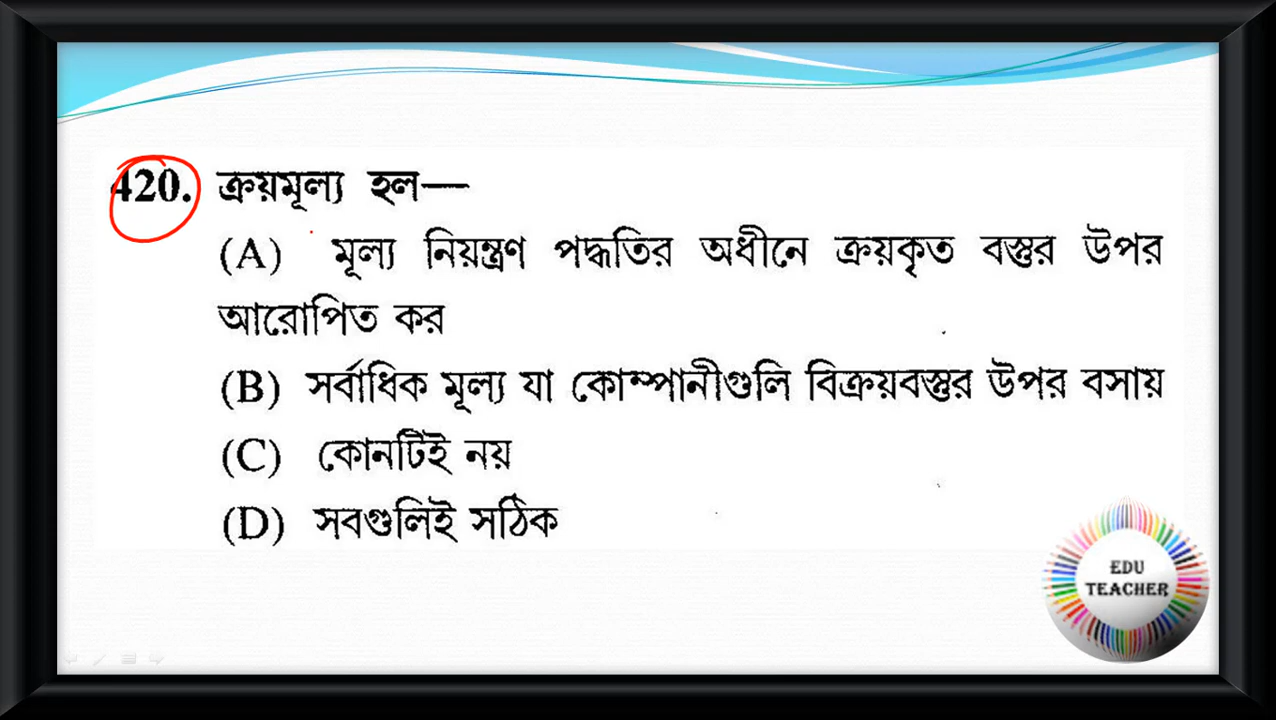 420. ক্রয়মূল্য হল—
(A) মূল্য নিয়ন্ত্রণ পদ্ধতির অধীনে ক্রয়কৃত বস্তুর উপর
আরোপিত কর
(B) সর্বাধিক মূল্য যা কোম্পানীগুলি বিক্রয়বস্তুর উপর বসায়
(C) কোনটিই নয়
(D) সবগুলিই সঠিক
EDU
TEACHER